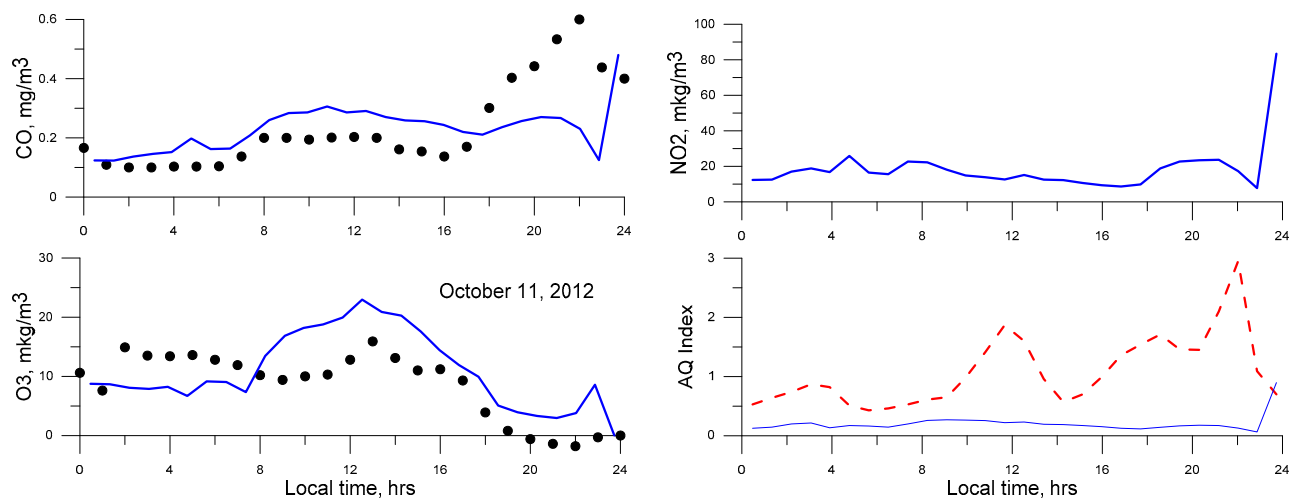 CO, mg/m3
0.6
0.4
0.2
0
0 4 8 12 16 20 24
NO2, mkg/m3
100
80
60
40
20
0
0 4 8 12 16 20 24
O3, mkg/m3
30
20
10
0
October 11, 2012
0 4 8 12 16 20 24
Local time, hrs
AQ Index
3
2
1
0
0 4 8 12 16 20 24
Local time, hrs